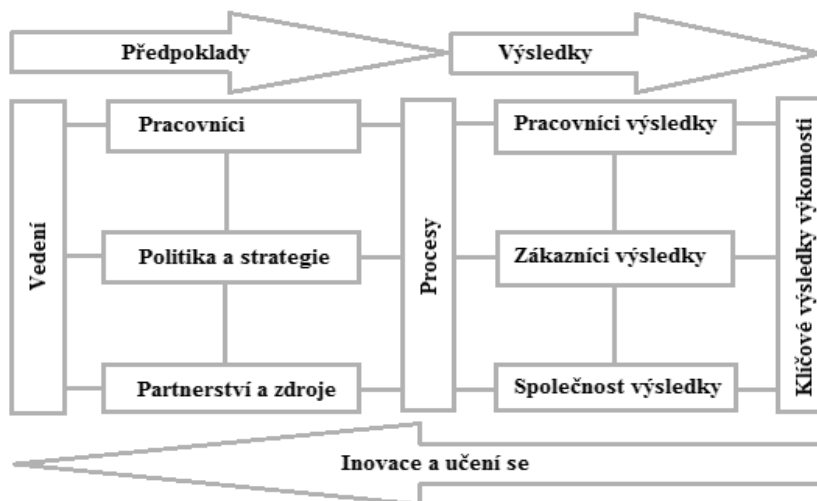 Předpoklady
Výsledky
Vedení
Pracovníci
Politika a strategie
Partnerství a zdroje
Procesy
Pracovníci výsledky
Zákazníci výsledky
Společnost výsledky
Klíčové výsledky výkonnosti
Inovace a učení se